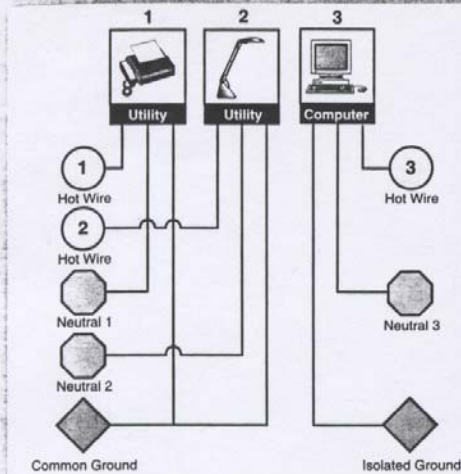 1
2
3
Utility
Utility
Computer
1
3
Hot Wire
Hot Wire
2
Hot Wire
Neutral 1
Neutral 3
Neutral 2
Common Ground
Isolated Ground